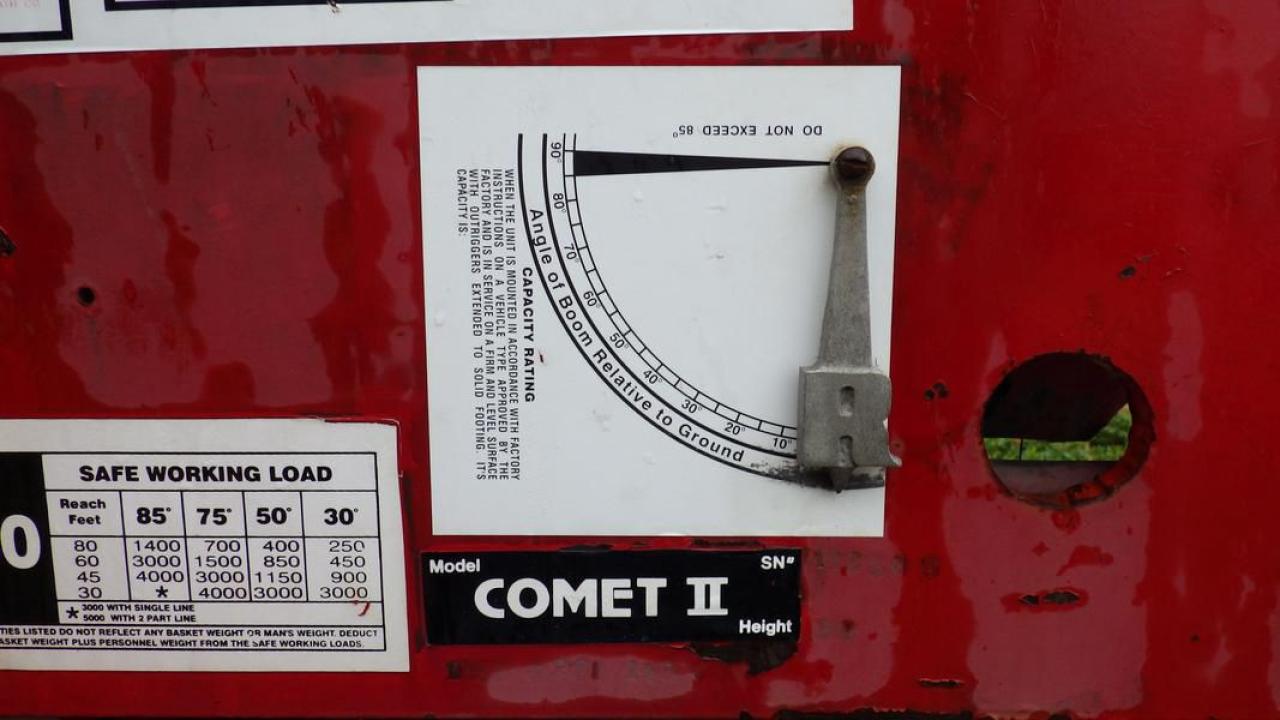 DO NOT EXCEED 85°
90°
80°
70°
60°
50°
40°
30°
20°
10°
Angle of Boom Relative to Ground
CAPACITY RATING
WHEN THE UNIT IS MOUNTED IN ACCORDANCE WITH FACTORY
INSTRUCTIONS ON A VEHICLE TYPE APPROVED BY THE
FACTORY AND IS IN SERVICE ON A FIRM AND LEVEL SURFACE
WITH OUTRIGGERS EXTENDED TO SOLID FOOTING. IT'S
CAPACITY IS:
0
SAFE WORKING LOAD
Reach Feet 85° 75° 50° 30°
80 1400 700 400 250
60 3000 1500 850 450
45 4000 3000 1150 900
30 * 4000 3000 3000
* 3000 WITH SINGLE LINE
5000 WITH 2 PART LINE
TIES LISTED DO NOT REFLECT ANY BASKET WEIGHT OR MAN'S WEIGHT. DEDUCT
ASKET WEIGHT PLUS PERSONNEL WEIGHT FROM THE SAFE WORKING LOADS.
Model SN#
COMET II
Height